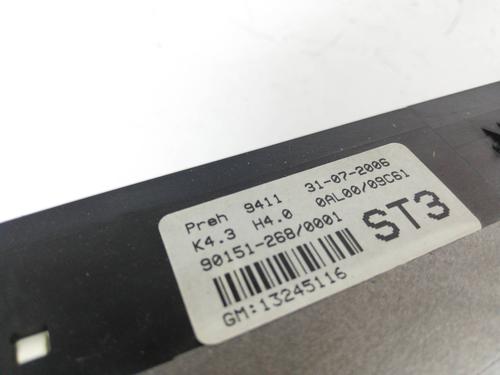 Preh 9411 31-07-2006
K4.3 H4.0 0AL00/09C61
90151-268/0001
ST3
GM:13245116